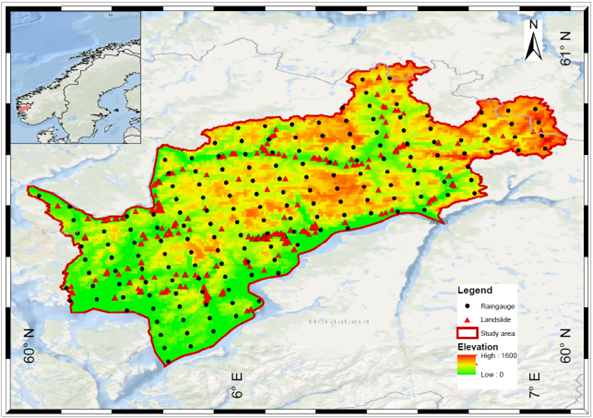 N
61° N
60° N
Hordaland
6° E
Legend
Raingauge
Landslide
Study area
Elevation
High : 1600
Low : 0
60° N
7° E